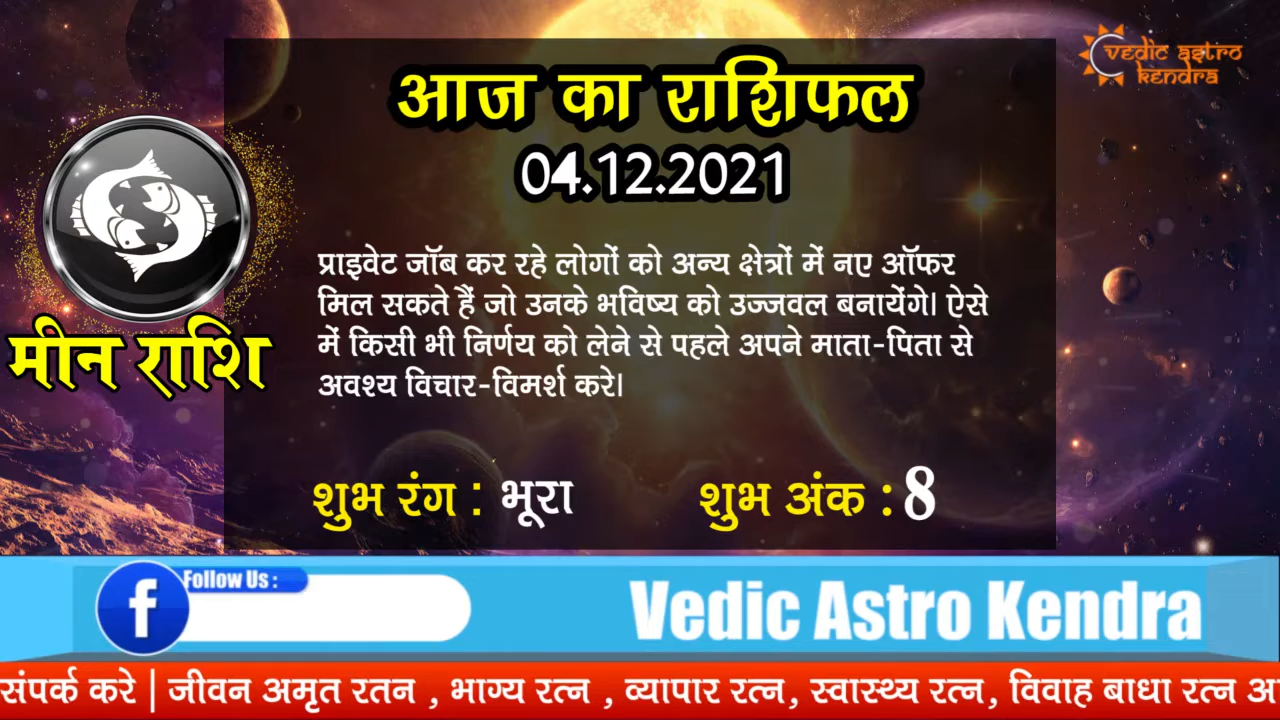 vedic astro
kendra
आज का राशिफल
04.12.2021
प्राइवेट जॉब कर रहे लोगों को अन्य क्षेत्रों में नए ऑफर
मिल सकते हैं जो उनके भविष्य को उज्जवल बनायेंगे। ऐसे
में किसी भी निर्णय को लेने से पहले अपने माता-पिता से
अवश्य विचार-विमर्श करे।
मीन राशि
शुभ रंग : भूरा
शुभ अंक : 8
f
Follow Us :
Vedic Astro Kendra
संपर्क करे | जीवन अमृत रतन , भाग्य रत्न , व्यापार रत्न, स्वास्थ्य रत्न, विवाह बाधा रत्न